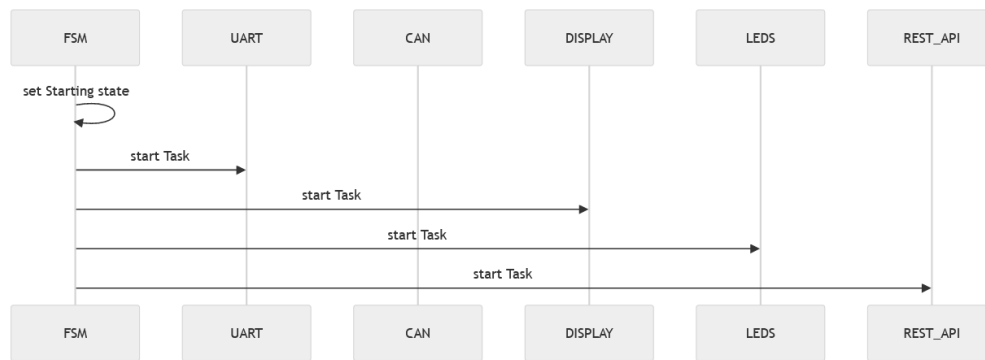 FSM UART CAN DISPLAY LEDS REST_API
set Starting state
start Task
start Task
start Task
start Task
FSM UART CAN DISPLAY LEDS REST_API